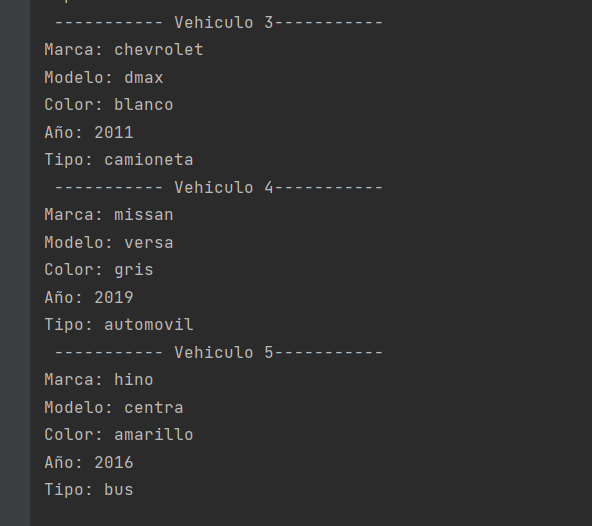 ----------- Vehiculo 3-----------
Marca: chevrolet
Modelo: dmax
Color: blanco
Año: 2011
Tipo: camioneta
----------- Vehiculo 4-----------
Marca: missan
Modelo: versa
Color: gris
Año: 2019
Tipo: automovil
----------- Vehiculo 5-----------
Marca: hino
Modelo: centra
Color: amarillo
Año: 2016
Tipo: bus